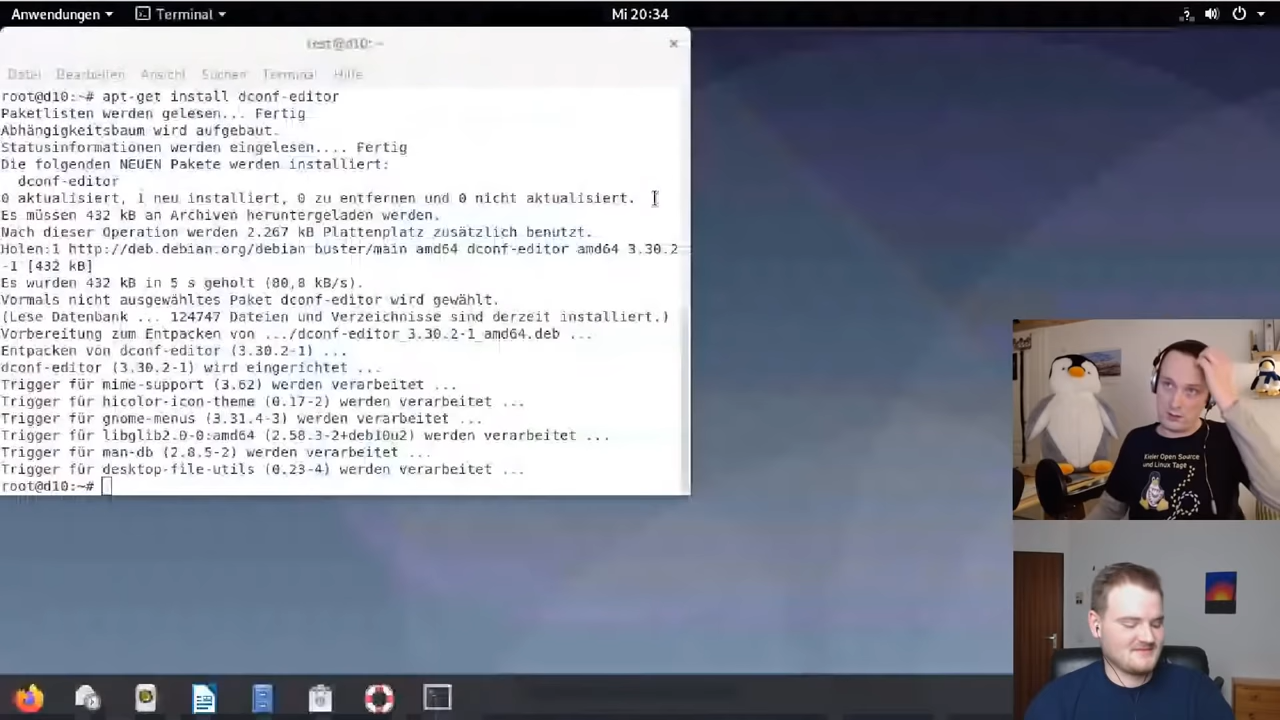 Anwendungen
Terminal
Mi 20:34
test@d10: ~
Datei Bearbeiten Ansicht Suchen Terminal Hilfe
root@d10:~# apt-get install dconf-editor
Paketlisten werden gelesen... Fertig
Abhängigkeitsbaum wird aufgebaut.
Statusinformationen werden eingelesen.... Fertig
Die folgenden NEUEN Pakete werden installiert:
dconf-editor
0 aktualisiert, 1 neu installiert, 0 zu entfernen und 0 nicht aktualisiert.
Es müssen 432 kB an Archiven heruntergeladen werden.
Nach dieser Operation werden 2.267 kB Plattenplatz zusätzlich benutzt.
Holen:1 http://deb.debian.org/debian buster/main amd64 dconf-editor amd64 3.30.2
-1 [432 kB]
Es wurden 432 kB in 5 s geholt (80,8 kB/s).
Vormals nicht ausgewähltes Paket dconf-editor wird gewählt.
(Lese Datenbank ... 124747 Dateien und Verzeichnisse sind derzeit installiert.)
Vorbereitung zum Entpacken von .../dconf-editor_3.30.2-1_amd64.deb ...
Entpacken von dconf-editor (3.30.2-1) ...
dconf-editor (3.30.2-1) wird eingerichtet ...
Trigger für mime-support (3.62) werden verarbeitet ...
Trigger für hicolor-icon-theme (0.17-2) werden verarbeitet ...
Trigger für gnome-menus (3.31.4-3) werden verarbeitet ...
Trigger für libglib2.0-0:amd64 (2.58.3-2+deb10u2) werden verarbeitet ...
Trigger für man-db (2.8.5-2) werden verarbeitet ...
Trigger für desktop-file-utils (0.23-4) werden verarbeitet ...
root@d10:~#
Kieler Open Source
und Linux Tage